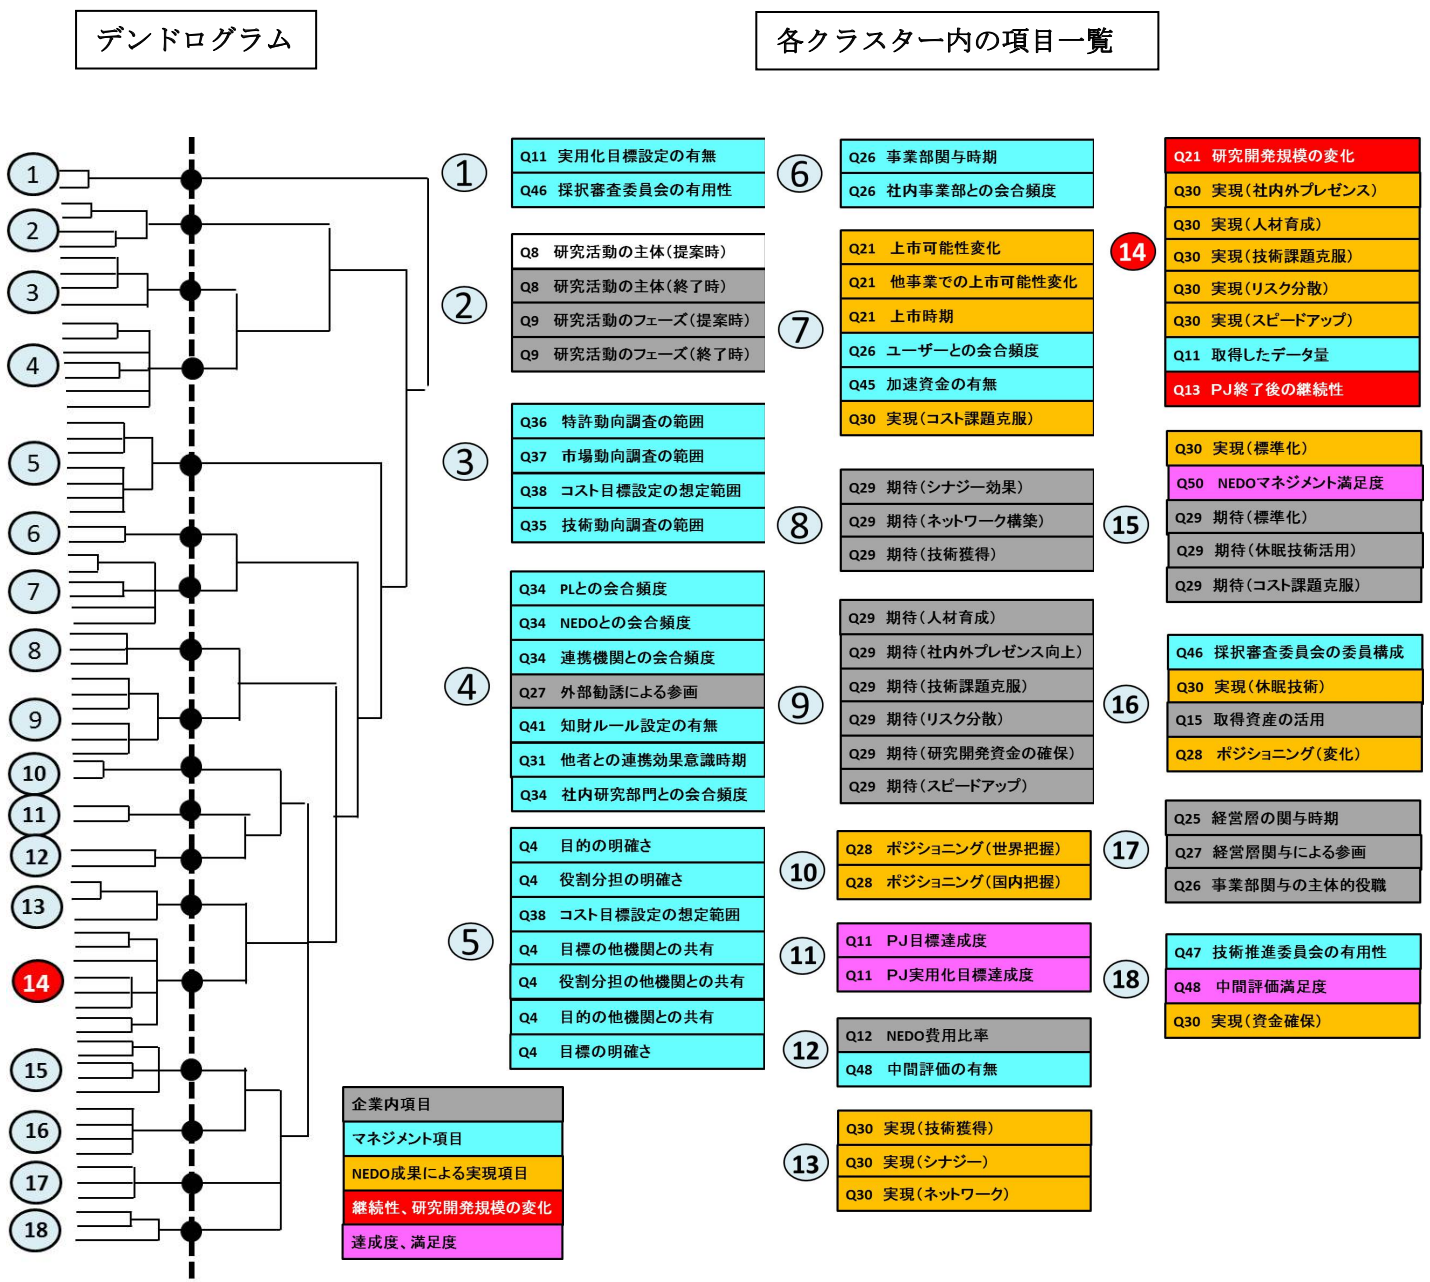 デンドログラム
各クラスター内の項目一覧
1
2
3
4
5
6
7
8
9
10
11
12
13
14
15
16
17
18
企業内項目
マネジメント項目
NEDO成果による実現項目
継続性、研究開発規模の変化
達成度、満足度
1
Q11 実用化目標設定の有無
Q46 採択審査委員会の有用性
2
Q8 研究活動の主体(提案時)
Q8 研究活動の主体(終了時)
Q9 研究活動のフェーズ(提案時)
Q9 研究活動のフェーズ(終了時)
3
Q36 特許動向調査の範囲
Q37 市場動向調査の範囲
Q38 コスト目標設定の想定範囲
Q35 技術動向調査の範囲
4
Q34 PLとの会合頻度
Q34 NEDOとの会合頻度
Q34 連携機関との会合頻度
Q27 外部勧誘による参画
Q41 知財ルール設定の有無
Q31 他者との連携効果意識時期
Q34 社内研究部門との会合頻度
5
Q4 目的の明確さ
Q4 役割分担の明確さ
Q38 コスト目標設定の想定範囲
Q4 目標の他機関との共有
Q4 役割分担の他機関との共有
Q4 目的の他機関との共有
Q4 目標の明確さ
6
Q26 事業部関与時期
Q26 社内事業部との会合頻度
7
Q21 上市可能性変化
Q21 他事業での上市可能性変化
Q21 上市時期
Q26 ユーザーとの会合頻度
Q45 加速資金の有無
Q30 実現(コスト課題克服)
8
Q29 期待(シナジー効果)
Q29 期待(ネットワーク構築)
Q29 期待(技術獲得)
9
Q29 期待(人材育成)
Q29 期待(社内外プレゼンス向上)
Q29 期待(技術課題克服)
Q29 期待(リスク分散)
Q29 期待(研究開発資金の確保)
Q29 期待(スピードアップ)
10
Q28 ポジショニング(世界把握)
Q28 ポジショニング(国内把握)
11
Q11 PJ目標達成度
Q11 PJ実用化目標達成度
12
Q12 NEDO費用比率
Q48 中間評価の有無
13
Q30 実現(技術獲得)
Q30 実現(シナジー)
Q30 実現(ネットワーク)
14
Q21 研究開発規模の変化
Q30 実現(社内外プレゼンス)
Q30 実現(人材育成)
Q30 実現(技術課題克服)
Q30 実現(リスク分散)
Q30 実現(スピードアップ)
Q11 取得したデータ量
Q13 PJ終了後の継続性
15
Q30 実現(標準化)
Q50 NEDOマネジメント満足度
Q29 期待(標準化)
Q29 期待(休眠技術活用)
Q29 期待(コスト課題克服)
16
Q46 採択審査委員会の委員構成
Q30 実現(休眠技術)
Q15 取得資産の活用
Q28 ポジショニング(変化)
17
Q25 経営層の関与時期
Q27 経営層関与による参画
Q26 事業部関与の主体的役職
18
Q47 技術推進委員会の有用性
Q48 中間評価満足度
Q30 実現(資金確保)